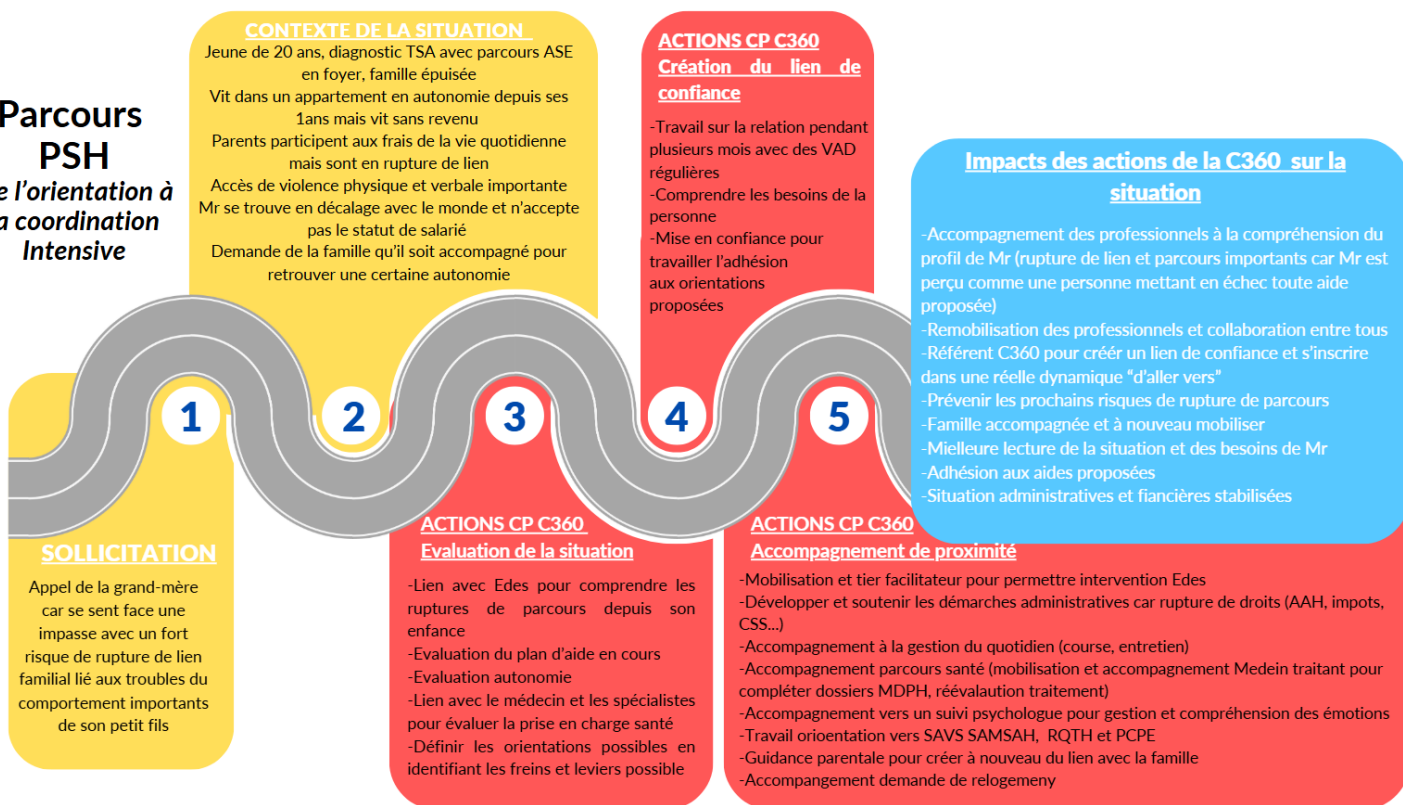 Parcours
PSH
e l'orientation à
a coordination
Intensive
1
SOLLICITATION
Appel de la grand-mère
car se sent face une
impasse avec un fort
risque de rupture de lien
familial lié aux troubles du
comportement importants
de son petit fils
2
CONTEXTE DE LA SITUATION
Jeune de 20 ans, diagnostic TSA avec parcours ASE
en foyer, famille épuisée
Vit dans un appartement en autonomie depuis ses
1ans mais vit sans revenu
Parents participent aux frais de la vie quotidienne
mais sont en rupture de lien
Accès de violence physique et verbale importante
Mr se trouve en décalage avec le monde et n'accepte
pas le statut de salarié
Demande de la famille qu'il soit accompagné pour
retrouver une certaine autonomie
3
ACTIONS CP C360
Evaluation de la situation
-Lien avec Edes pour comprendre les
ruptures de parcours depuis son
enfance
-Evaluation du plan d'aide en cours
-Evaluation autonomie
-Lien avec le médecin et les spécialistes
pour évaluer la prise en charge santé
-Définir les orientations possibles en
identifiant les freins et leviers possible
4
ACTIONS CP C360
Création du lien de
confiance
-Travail sur la relation pendant
plusieurs mois avec des VAD
régulières
-Comprendre les besoins de la
personne
-Mise en confiance pour
travailler l'adhésion
aux orientations
proposées
5
ACTIONS CP C360
Accompagnement de proximité
-Mobilisation et tier facilitateur pour permettre intervention Edes
-Développer et soutenir les démarches administratives car rupture de droits (AAH, impots,
CSS...)
-Accompagnement à la gestion du quotidien (course, entretien)
-Accompagnement parcours santé (mobilisation et accompagnement Medein traitant pour
compléter dossiers MDPH, réévalaution traitement)
-Accompagnement vers un suivi psychologue pour gestion et compréhension des émotions
-Travail orioentation vers SAVS SAMSAH, RQTH et PCPE
-Guidance parentale pour créer à nouveau du lien avec la famille
-Accompangement demande de relogemeny
Impacts des actions de la C360 sur la
situation
-Accompagnement des professionnels à la compréhension du
profil de Mr (rupture de lien et parcours importants car Mr est
perçu comme une personne mettant en échec toute aide
proposée)
-Remobilisation des professionnels et collaboration entre tous
-Référent C360 pour créér un lien de confiance et s'inscrire
dans une réelle dynamique "d'aller vers"
-Prévenir les prochains risques de rupture de parcours
-Famille accompagnée et à nouveau mobiliser
-Mielleure lecture de la situation et des besoins de Mr
-Adhésion aux aides proposées
-Situation administratives et fiancières stabilisées